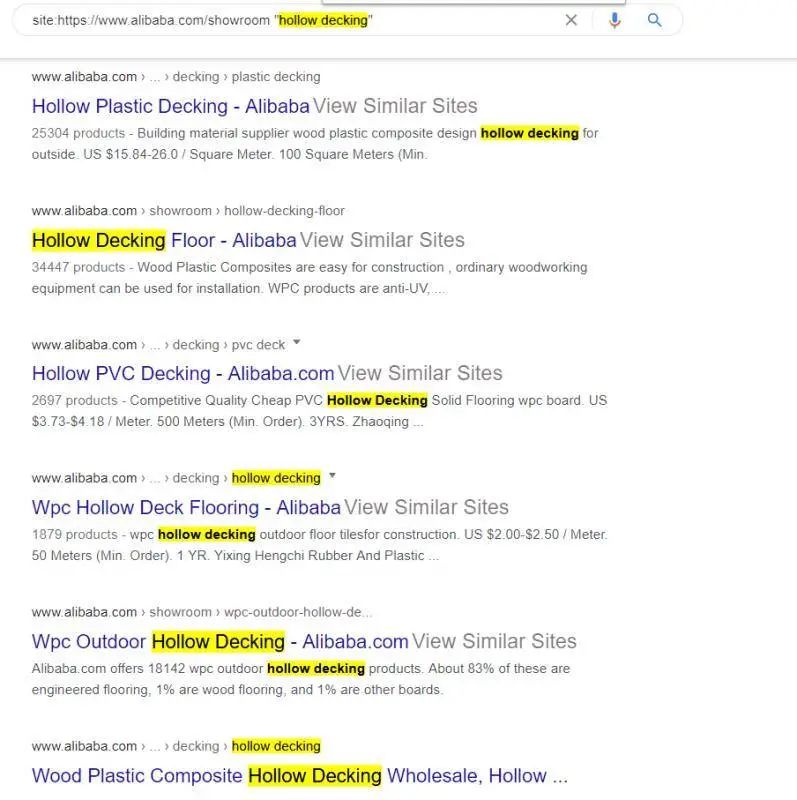 site:https://www.alibaba.com/showroom "hollow decking"
www.alibaba.com › ... › decking › plastic decking
Hollow Plastic Decking - Alibaba View Similar Sites
25304 products - Building material supplier wood plastic composite design hollow decking for
outside. US $15.84-26.0 / Square Meter. 100 Square Meters (Min.
www.alibaba.com › showroom › hollow-decking-floor
Hollow Decking Floor - Alibaba View Similar Sites
34447 products - Wood Plastic Composites are easy for construction , ordinary woodworking
equipment can be used for installation. WPC products are anti-UV, ...
www.alibaba.com › ... › decking › pvc deck
Hollow PVC Decking - Alibaba.com View Similar Sites
2697 products - Competitive Quality Cheap PVC Hollow Decking Solid Flooring wpc board. US
$3.73-$4.18 / Meter. 500 Meters (Min. Order). 3YRS. Zhaoqing ...
www.alibaba.com › ... › decking › hollow decking
Wpc Hollow Deck Flooring - Alibaba View Similar Sites
1879 products - wpc hollow decking outdoor floor tilesfor construction. US $2.00-$2.50 / Meter.
50 Meters (Min. Order). 1 YR. Yixing Hengchi Rubber And Plastic ...
www.alibaba.com › showroom › wpc-outdoor-hollow-de...
Wpc Outdoor Hollow Decking - Alibaba.com View Similar Sites
Alibaba.com offers 18142 wpc outdoor hollow decking products. About 83% of these are
engineered flooring, 1% are wood flooring, and 1% are other boards.
www.alibaba.com › ... › decking › hollow decking
Wood Plastic Composite Hollow Decking Wholesale, Hollow ...